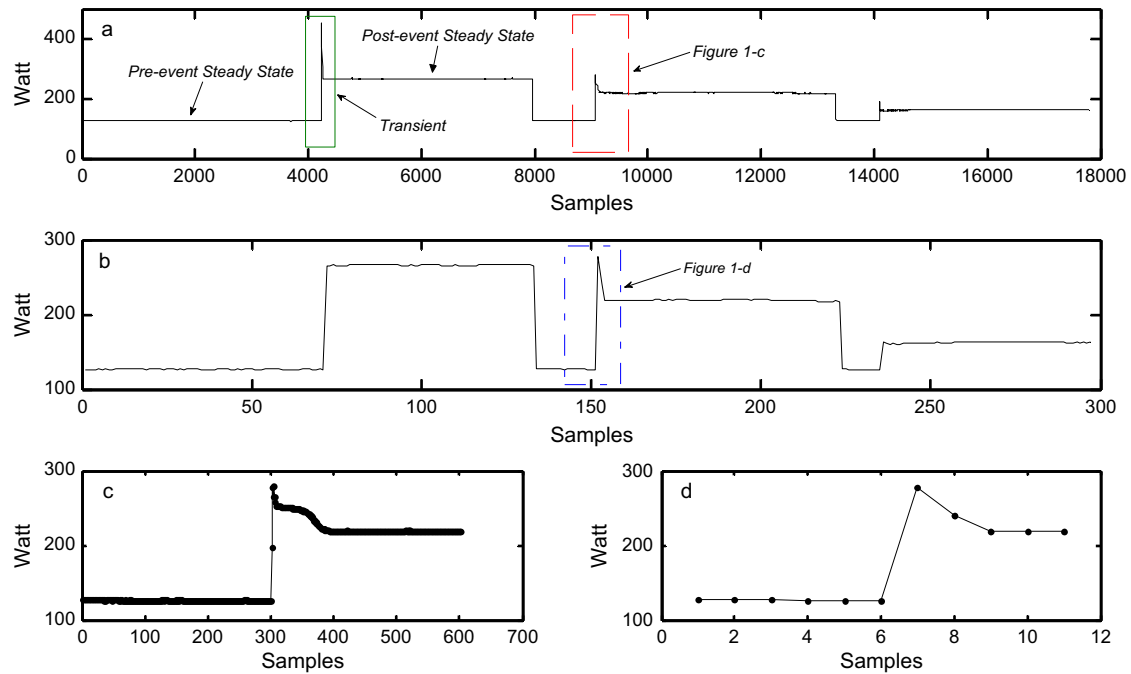 a
Watt
400
200
0
Pre-event Steady State
Post-event Steady State
Transient
Figure 1-c
0 2000 4000 6000 8000 10000 12000 14000 16000 18000
Samples
b
Watt
300
200
100
Figure 1-d
0 50 100 150 200 250 300
Samples
c
Watt
300
200
100
0 100 200 300 400 500 600 700
Samples
d
Watt
300
200
100
0 2 4 6 8 10 12
Samples